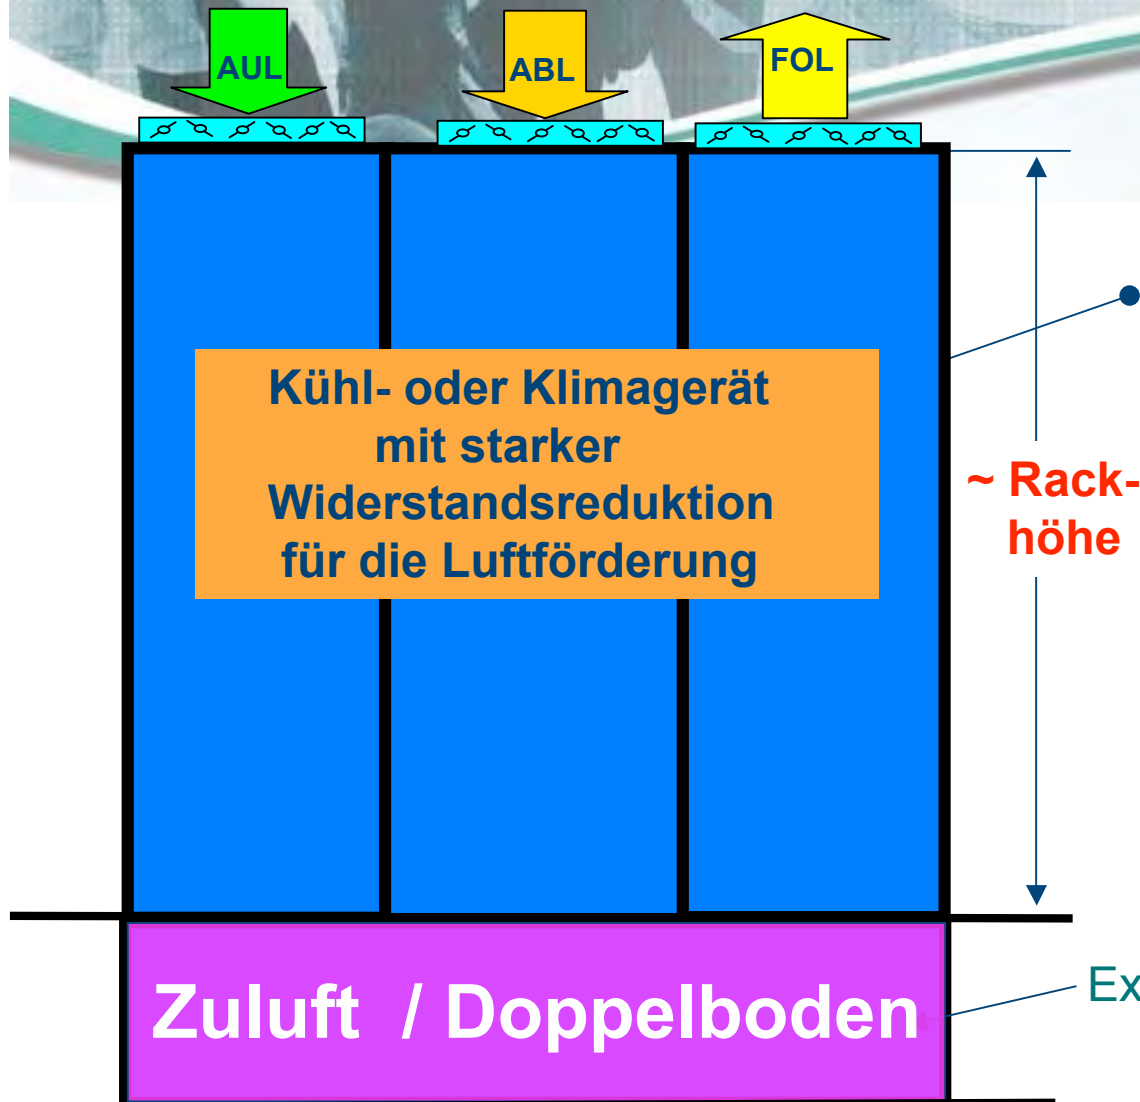 AUL
ABL
FOL
Kühl- oder Klimagerät
mit starker
Widerstandsreduktion
für die Luftförderung
~ Rack-
höhe
Zuluft / Doppelboden
Ex